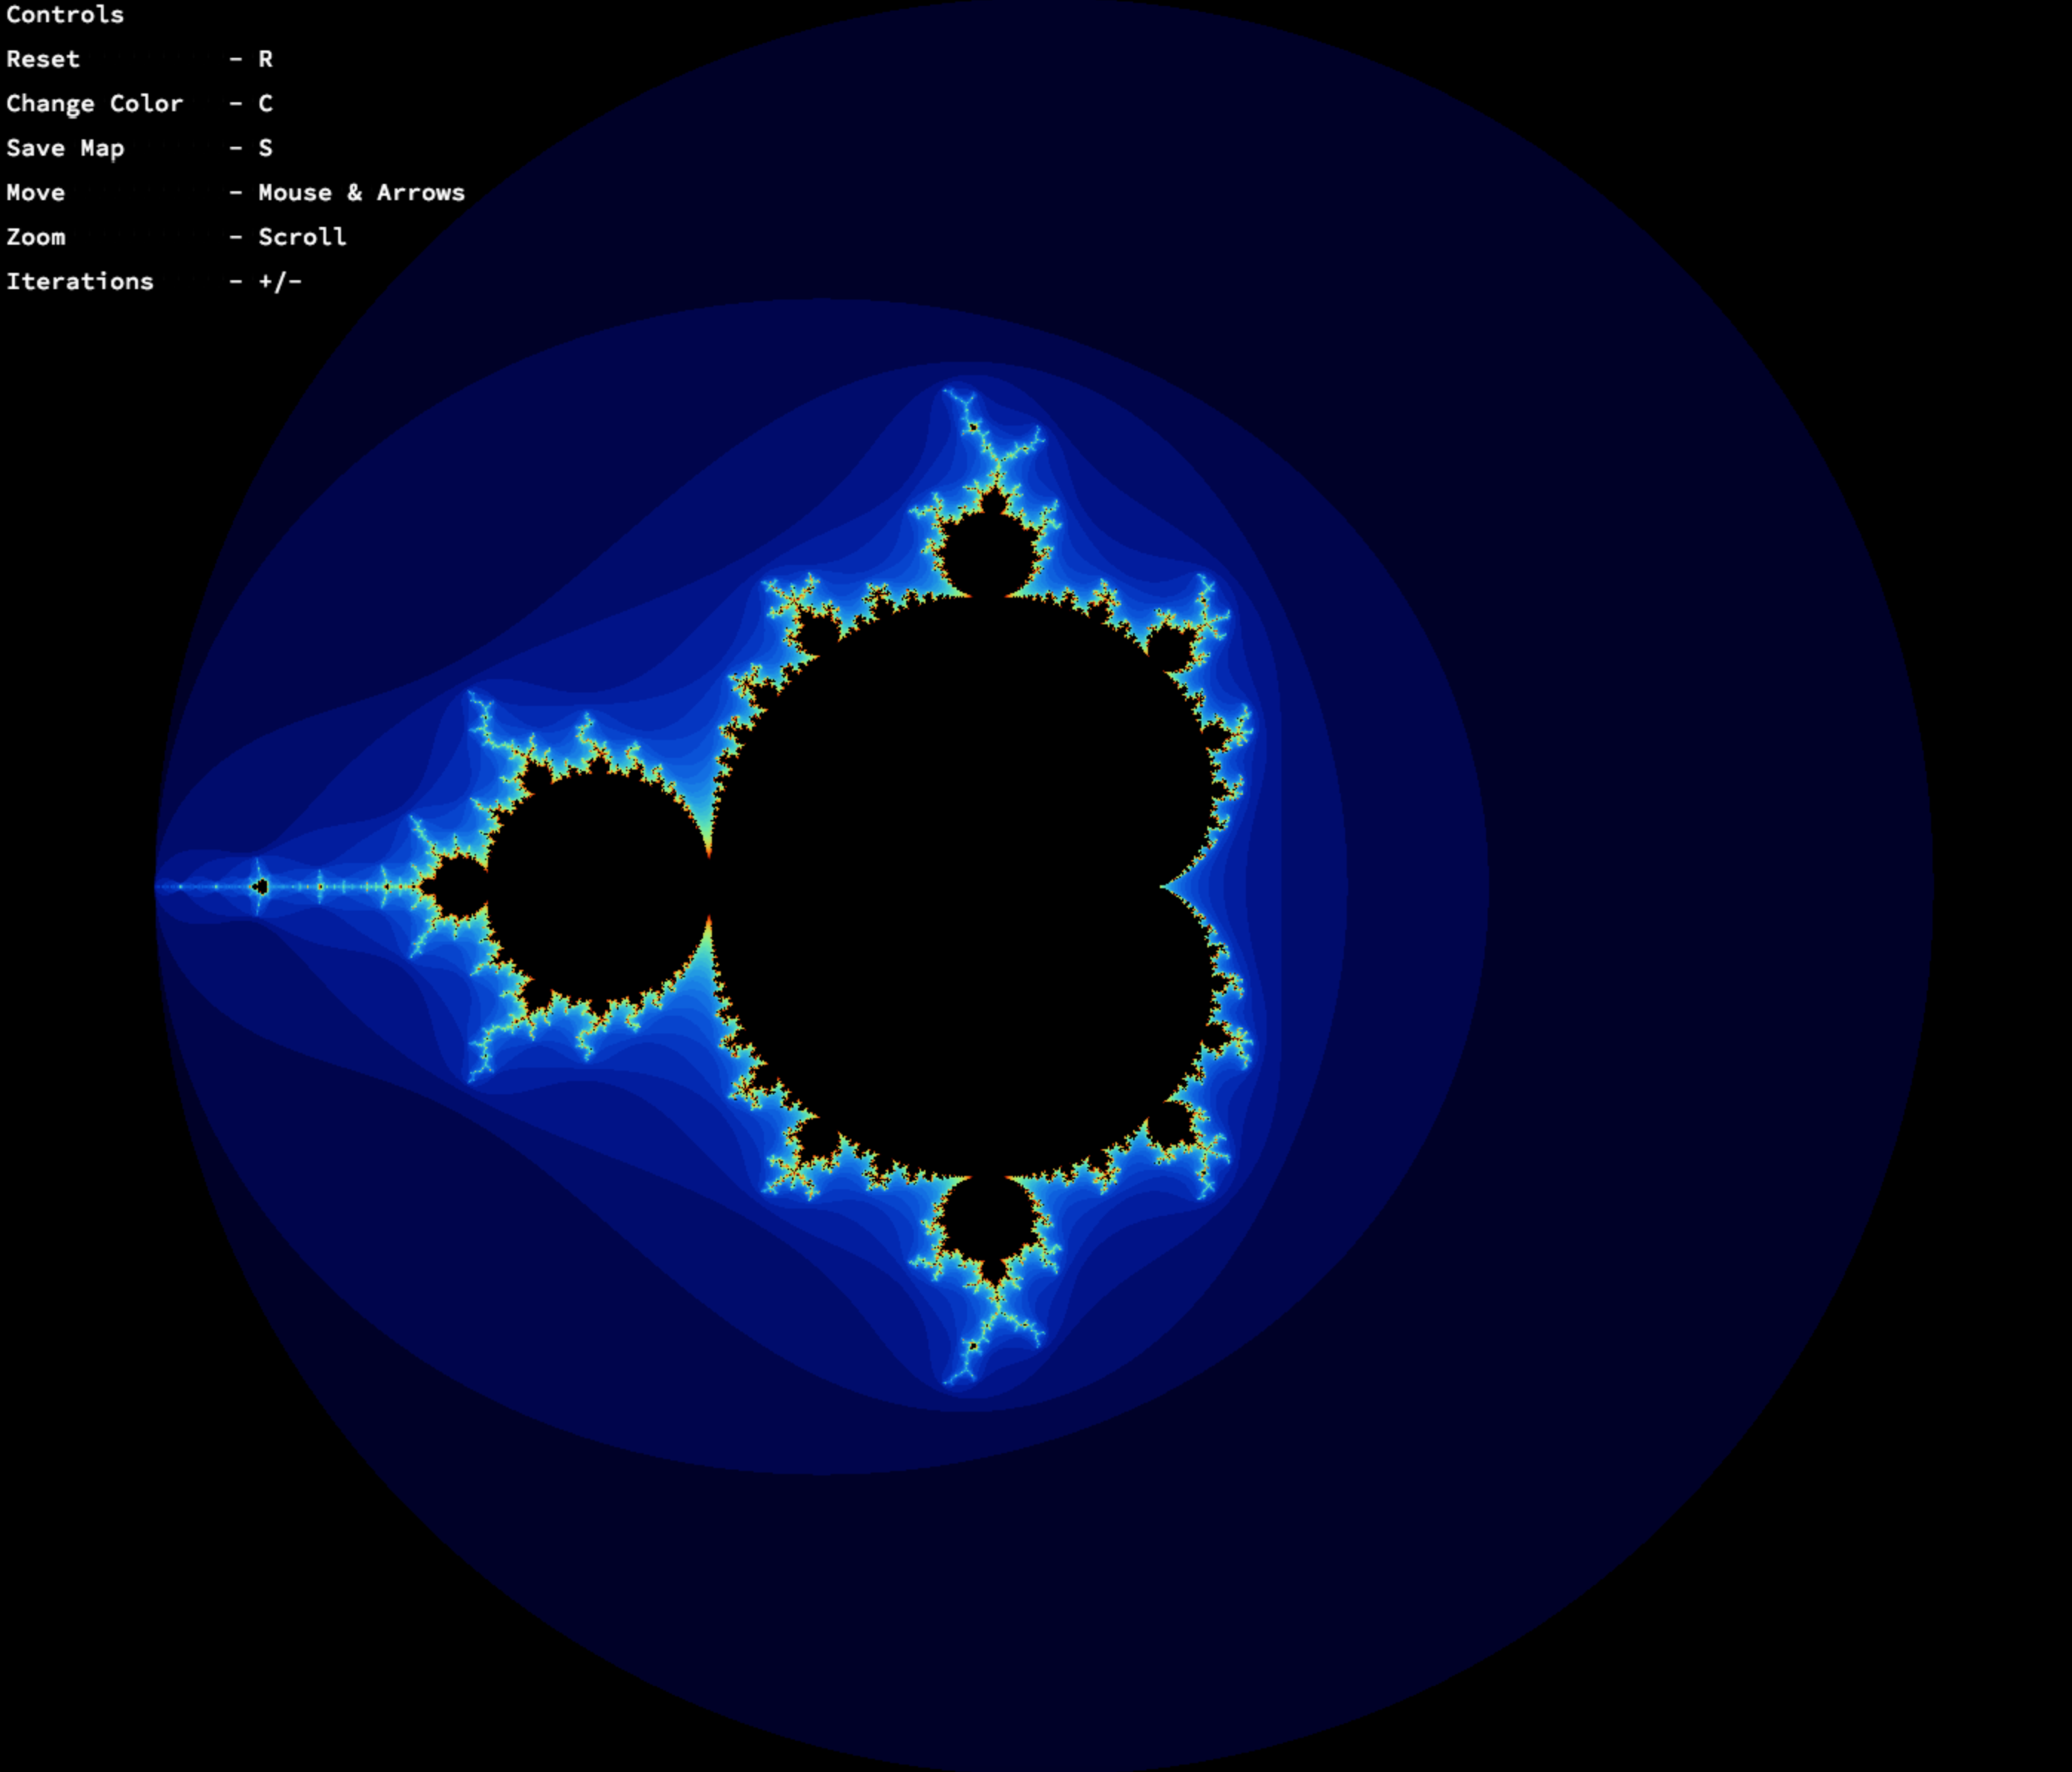 Controls
Reset - R
Change Color - C
Save Map - S
Move - Mouse & Arrows
Zoom - Scroll
Iterations - +/-